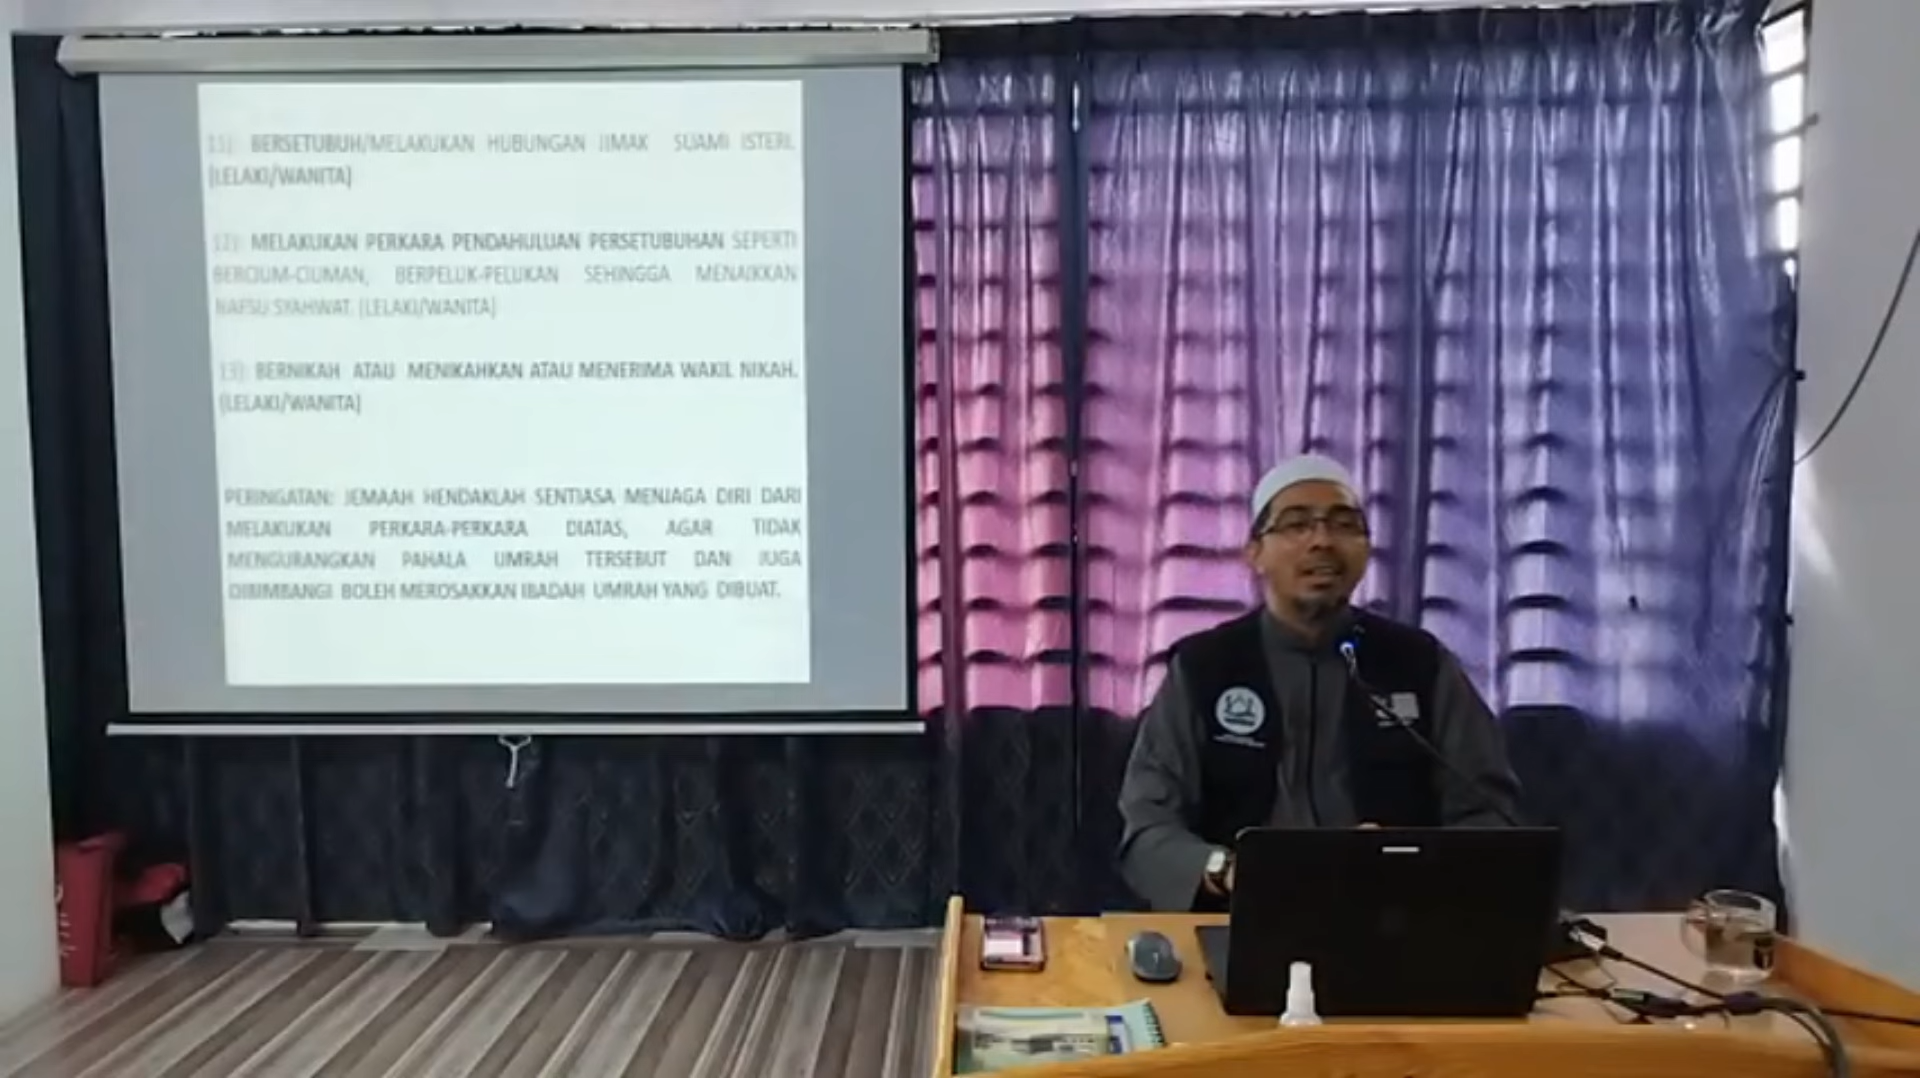 11) BERSETUBUH/MELAKUKAN HUBUNGAN JIMAK SUAMI ISTERI.
(LELAKI/WANITA)
12) MELAKUKAN PERKARA PENDAHULUAN PERSETUBUHAN SEPERTI
BERCIUM-CIUMAN, BERPELUK-PELUKAN SEHINGGA MENAIKKAN
NAFSU SYAHWAT. (LELAKI/WANITA)
13) BERNIKAH ATAU MENIKAHKAN ATAU MENERIMA WAKIL NIKAH.
(LELAKI/WANITA)
PERINGATAN: JEMAAH HENDAKLAH SENTIASA MENJAGA DIRI DARI
MELAKUKAN PERKARA-PERKARA DIATAS, AGAR TIDAK
MENGURANGKAN PAHALA UMRAH TERSEBUT DAN JUGA
DIBIMBANGI BOLEH MEROSAKKAN IBADAH UMRAH YANG DIBUAT.